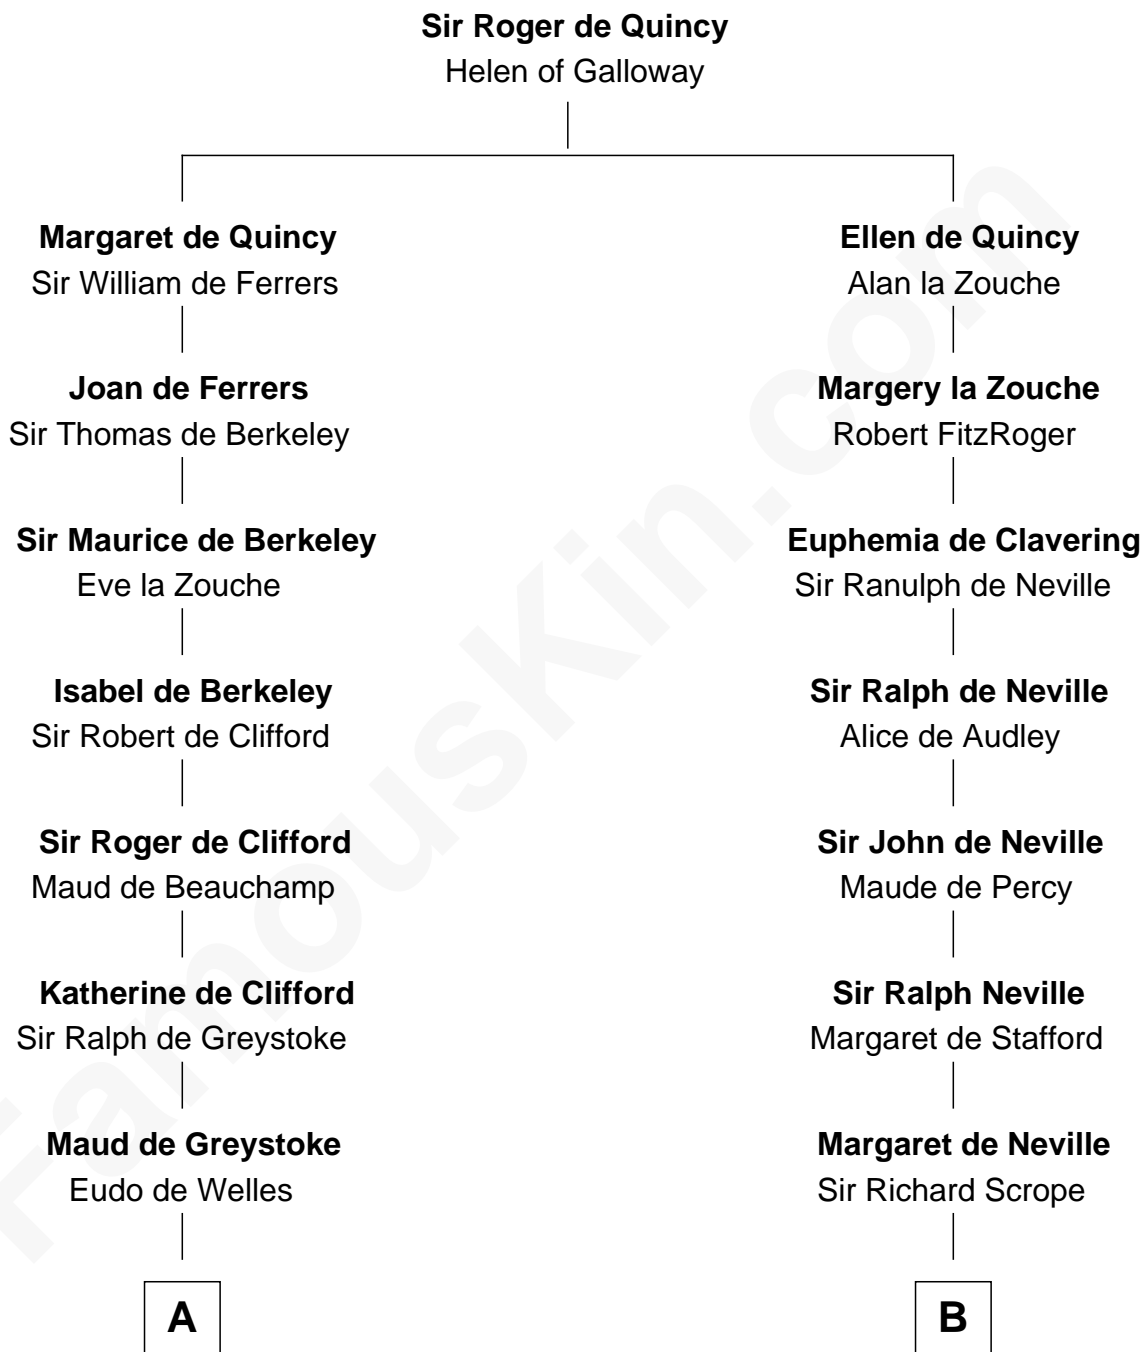 Sir Roger de Quincy
Helen of Galloway
Margaret de Quincy
Sir William de Ferrers
Ellen de Quincy
Alan la Zouche
Joan de Ferrers
Sir Thomas de Berkeley
Margery la Zouche
Robert FitzRoger
Sir Maurice de Berkeley
Eve la Zouche
Euphemia de Clavering
Sir Ranulph de Neville
Isabel de Berkeley
Sir Robert de Clifford
Sir Ralph de Neville
Alice de Audley
Sir Roger de Clifford
Maud de Beauchamp
Sir John de Neville
Maude de Percy
Katherine de Clifford
Sir Ralph de Greystoke
Sir Ralph Neville
Margaret de Stafford
Maud de Greystoke
Eudo de Welles
Margaret de Neville
Sir Richard Scrope
A
B
FamousKin.com